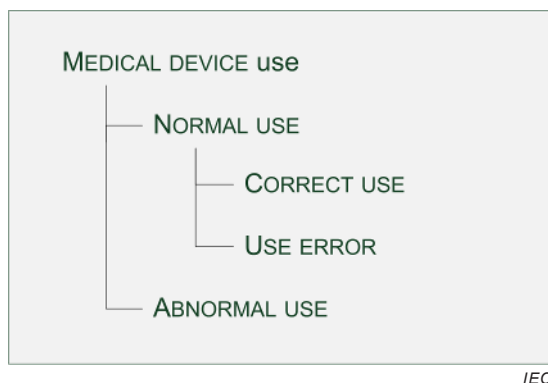 MEDICAL DEVICE use
NORMAL USE
CORRECT USE
USE ERROR
ABNORMAL USE
IEC